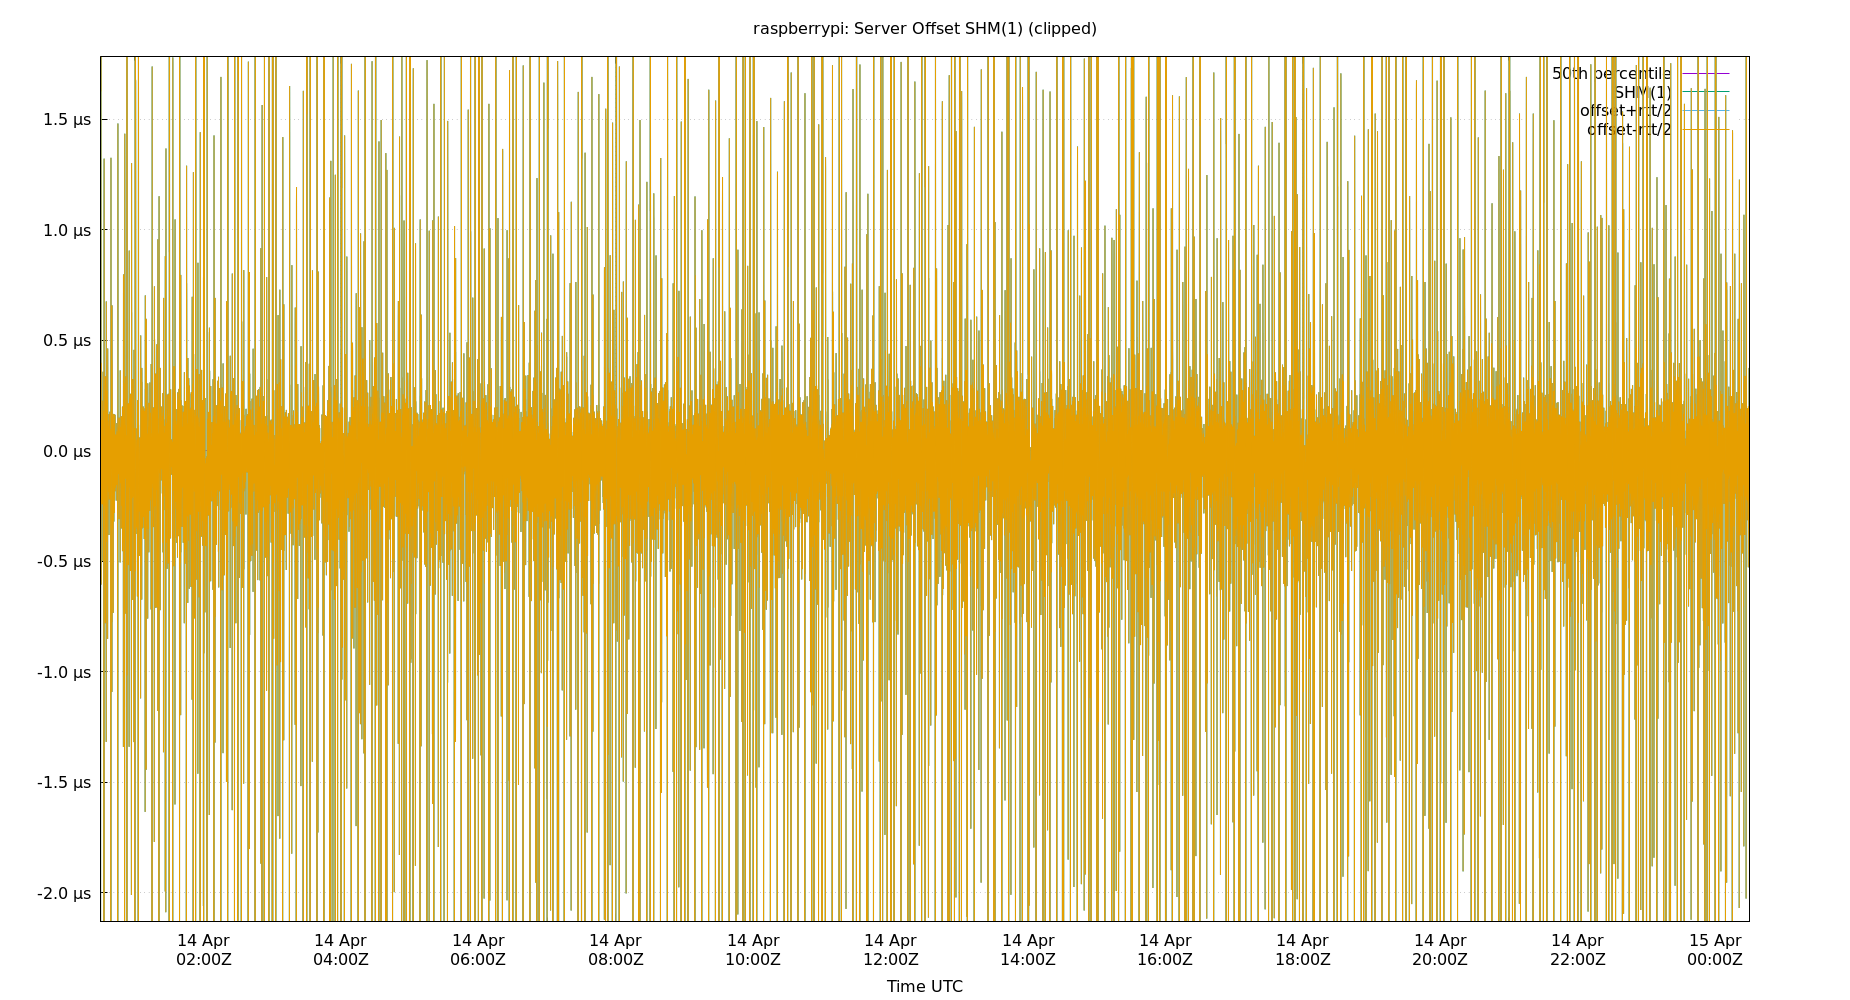 raspberrypi: Server Offset SHM(1) (clipped)
50th percentile
SHM(1)
offset+rtt/2
offset-rtt/2
1.5 µs
1.0 µs
0.5 µs
0.0 µs
-0.5 µs
-1.0 µs
-1.5 µs
-2.0 µs
14 Apr 14 Apr 14 Apr 14 Apr 14 Apr 14 Apr 14 Apr 14 Apr 14 Apr 14 Apr 14 Apr 15 Apr
02:00Z 04:00Z 06:00Z 08:00Z 10:00Z 12:00Z 14:00Z 16:00Z 18:00Z 20:00Z 22:00Z 00:00Z
Time UTC